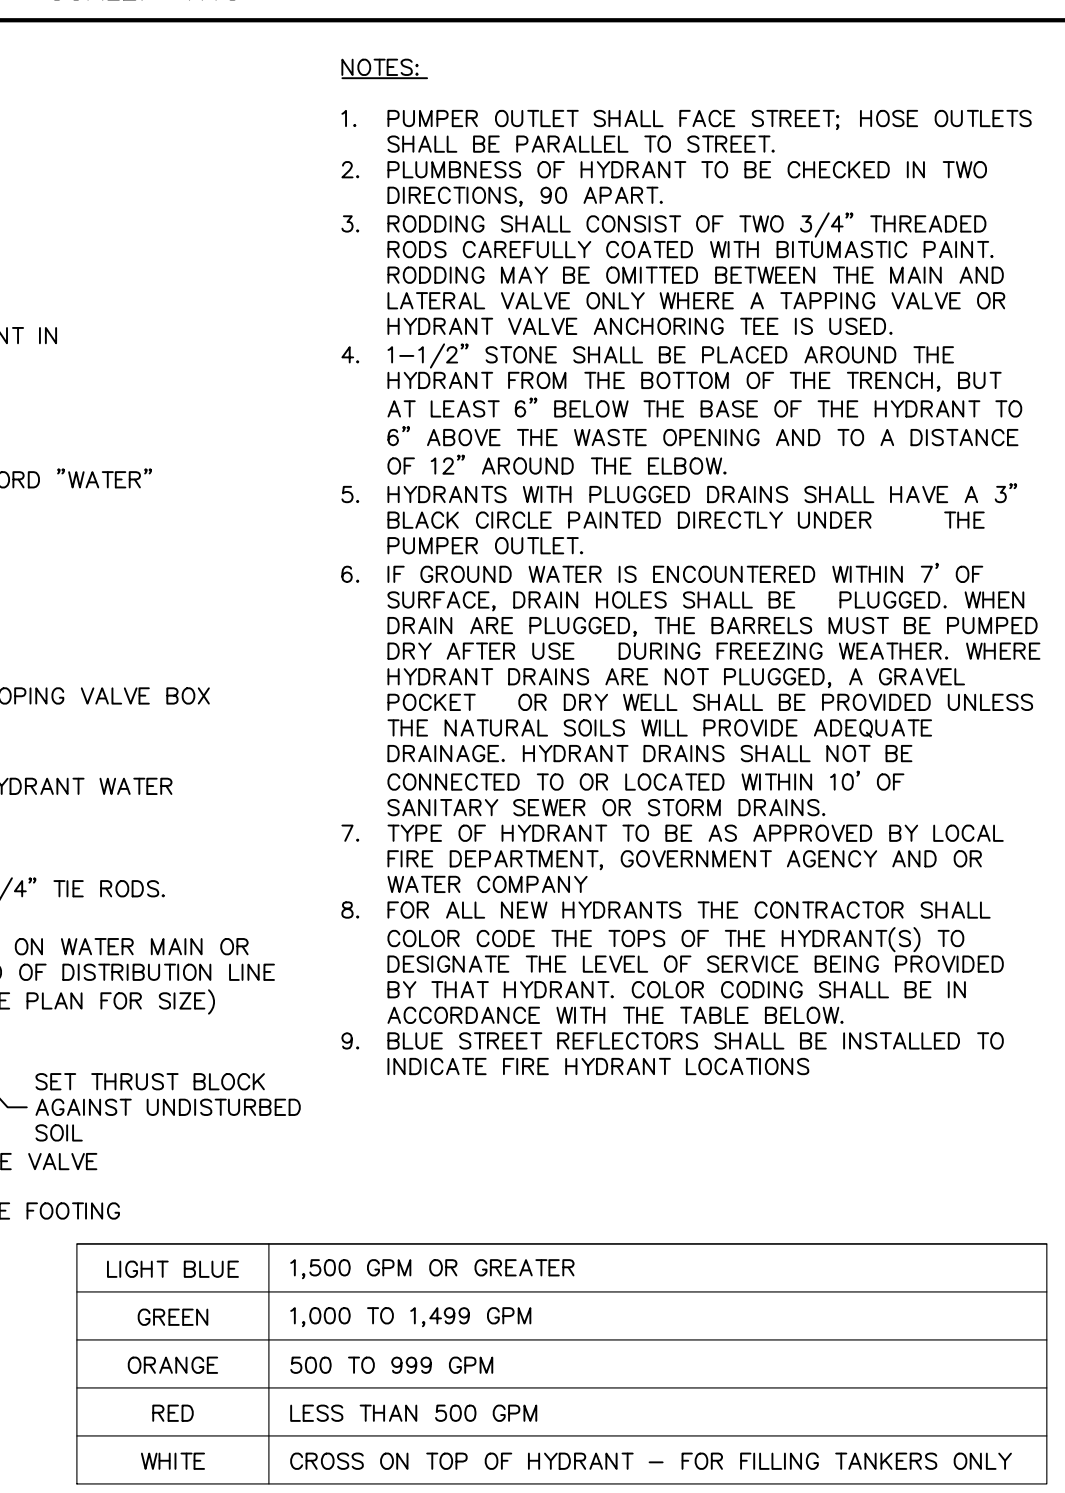 NOTES:
1. PUMPER OUTLET SHALL FACE STREET; HOSE OUTLETS
SHALL BE PARALLEL TO STREET.
2. PLUMBNESS OF HYDRANT TO BE CHECKED IN TWO
DIRECTIONS, 90 APART.
3. RODDING SHALL CONSIST OF TWO 3/4" THREADED
RODS CAREFULLY COATED WITH BITUMASTIC PAINT.
RODDING MAY BE OMITTED BETWEEN THE MAIN AND
LATERAL VALVE ONLY WHERE A TAPPING VALVE OR
HYDRANT VALVE ANCHORING TEE IS USED.
4. 1-1/2" STONE SHALL BE PLACED AROUND THE
HYDRANT FROM THE BOTTOM OF THE TRENCH, BUT
AT LEAST 6" BELOW THE BASE OF THE HYDRANT TO
6" ABOVE THE WASTE OPENING AND TO A DISTANCE
OF 12" AROUND THE ELBOW.
5. HYDRANTS WITH PLUGGED DRAINS SHALL HAVE A 3"
BLACK CIRCLE PAINTED DIRECTLY UNDER THE
PUMPER OUTLET.
6. IF GROUND WATER IS ENCOUNTERED WITHIN 7' OF
SURFACE, DRAIN HOLES SHALL BE PLUGGED. WHEN
DRAIN ARE PLUGGED, THE BARRELS MUST BE PUMPED
DRY AFTER USE DURING FREEZING WEATHER. WHERE
HYDRANT DRAINS ARE NOT PLUGGED, A GRAVEL
POCKET OR DRY WELL SHALL BE PROVIDED UNLESS
THE NATURAL SOILS WILL PROVIDE ADEQUATE
DRAINAGE. HYDRANT DRAINS SHALL NOT BE
CONNECTED TO OR LOCATED WITHIN 10' OF
SANITARY SEWER OR STORM DRAINS.
7. TYPE OF HYDRANT TO BE AS APPROVED BY LOCAL
FIRE DEPARTMENT, GOVERNMENT AGENCY AND OR
WATER COMPANY
8. FOR ALL NEW HYDRANTS THE CONTRACTOR SHALL
COLOR CODE THE TOPS OF THE HYDRANT(S) TO
DESIGNATE THE LEVEL OF SERVICE BEING PROVIDED
BY THAT HYDRANT. COLOR CODING SHALL BE IN
ACCORDANCE WITH THE TABLE BELOW.
9. BLUE STREET REFLECTORS SHALL BE INSTALLED TO
INDICATE FIRE HYDRANT LOCATIONS
NT IN
ORD "WATER"
OPING VALVE BOX
YDRANT WATER
/4" TIE RODS.
ON WATER MAIN OR
OF DISTRIBUTION LINE
E PLAN FOR SIZE)
SET THRUST BLOCK
AGAINST UNDISTURBED
SOIL
E VALVE
E FOOTING
LIGHT BLUE 1,500 GPM OR GREATER
GREEN 1,000 TO 1,499 GPM
ORANGE 500 TO 999 GPM
RED LESS THAN 500 GPM
WHITE CROSS ON TOP OF HYDRANT – FOR FILLING TANKERS ONLY